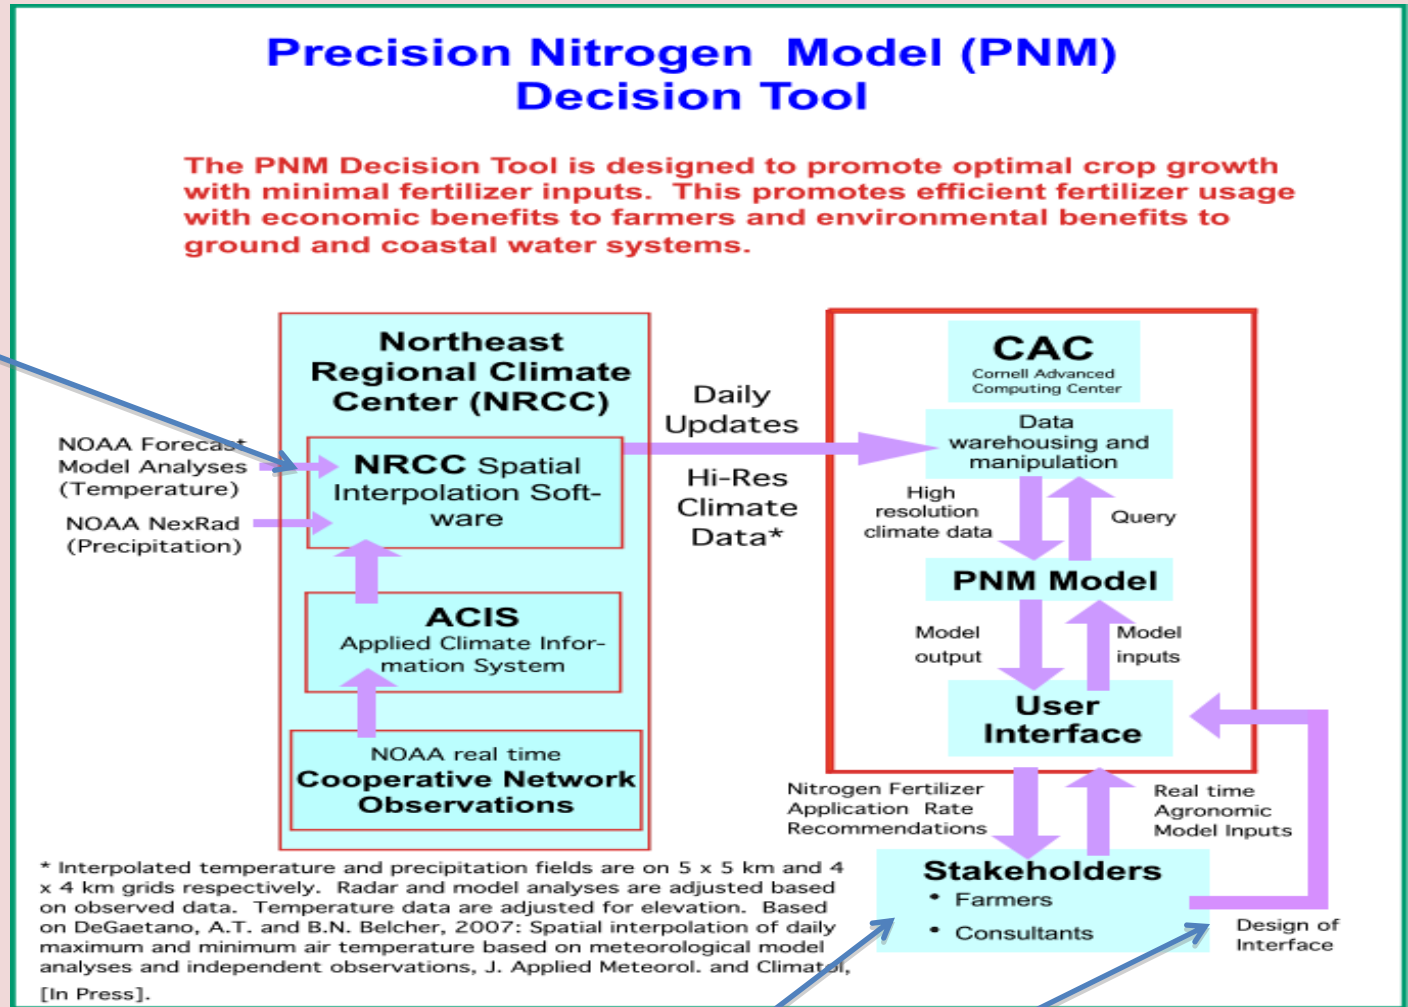 Precision Nitrogen Model (PNM)
Decision Tool
The PNM Decision Tool is designed to promote optimal crop growth
with minimal fertilizer inputs. This promotes efficient fertilizer usage
with economic benefits to farmers and environmental benefits to
ground and coastal water systems.
Northeast
Regional Climate
Center (NRCC)
NOAA Forecast
Model Analyses
(Temperature)
NOAA NexRad
(Precipitation)
NRCC Spatial
Interpolation Soft-
ware
ACIS
Applied Climate Infor-
mation System
NOAA real time
Cooperative Network
Observations
Daily
Updates
Hi-Res
Climate
Data*
CAC
Cornell Advanced
Computing Center
Data
warehousing and
manipulation
High
resolution
climate data
Query
PNM Model
Model
output
Model
inputs
User
Interface
Nitrogen Fertilizer
Application Rate
Recommendations
Real time
Agronomic
Model Inputs
Stakeholders
• Farmers
• Consultants
Design of
Interface
* Interpolated temperature and precipitation fields are on 5 x 5 km and 4
x 4 km grids respectively. Radar and model analyses are adjusted based
on observed data. Temperature data are adjusted for elevation. Based
on DeGaetano, A.T. and B.N. Belcher, 2007: Spatial interpolation of daily
maximum and minimum air temperature based on meteorological model
analyses and independent observations, J. Applied Meteorol. and Climatol,
[In Press].